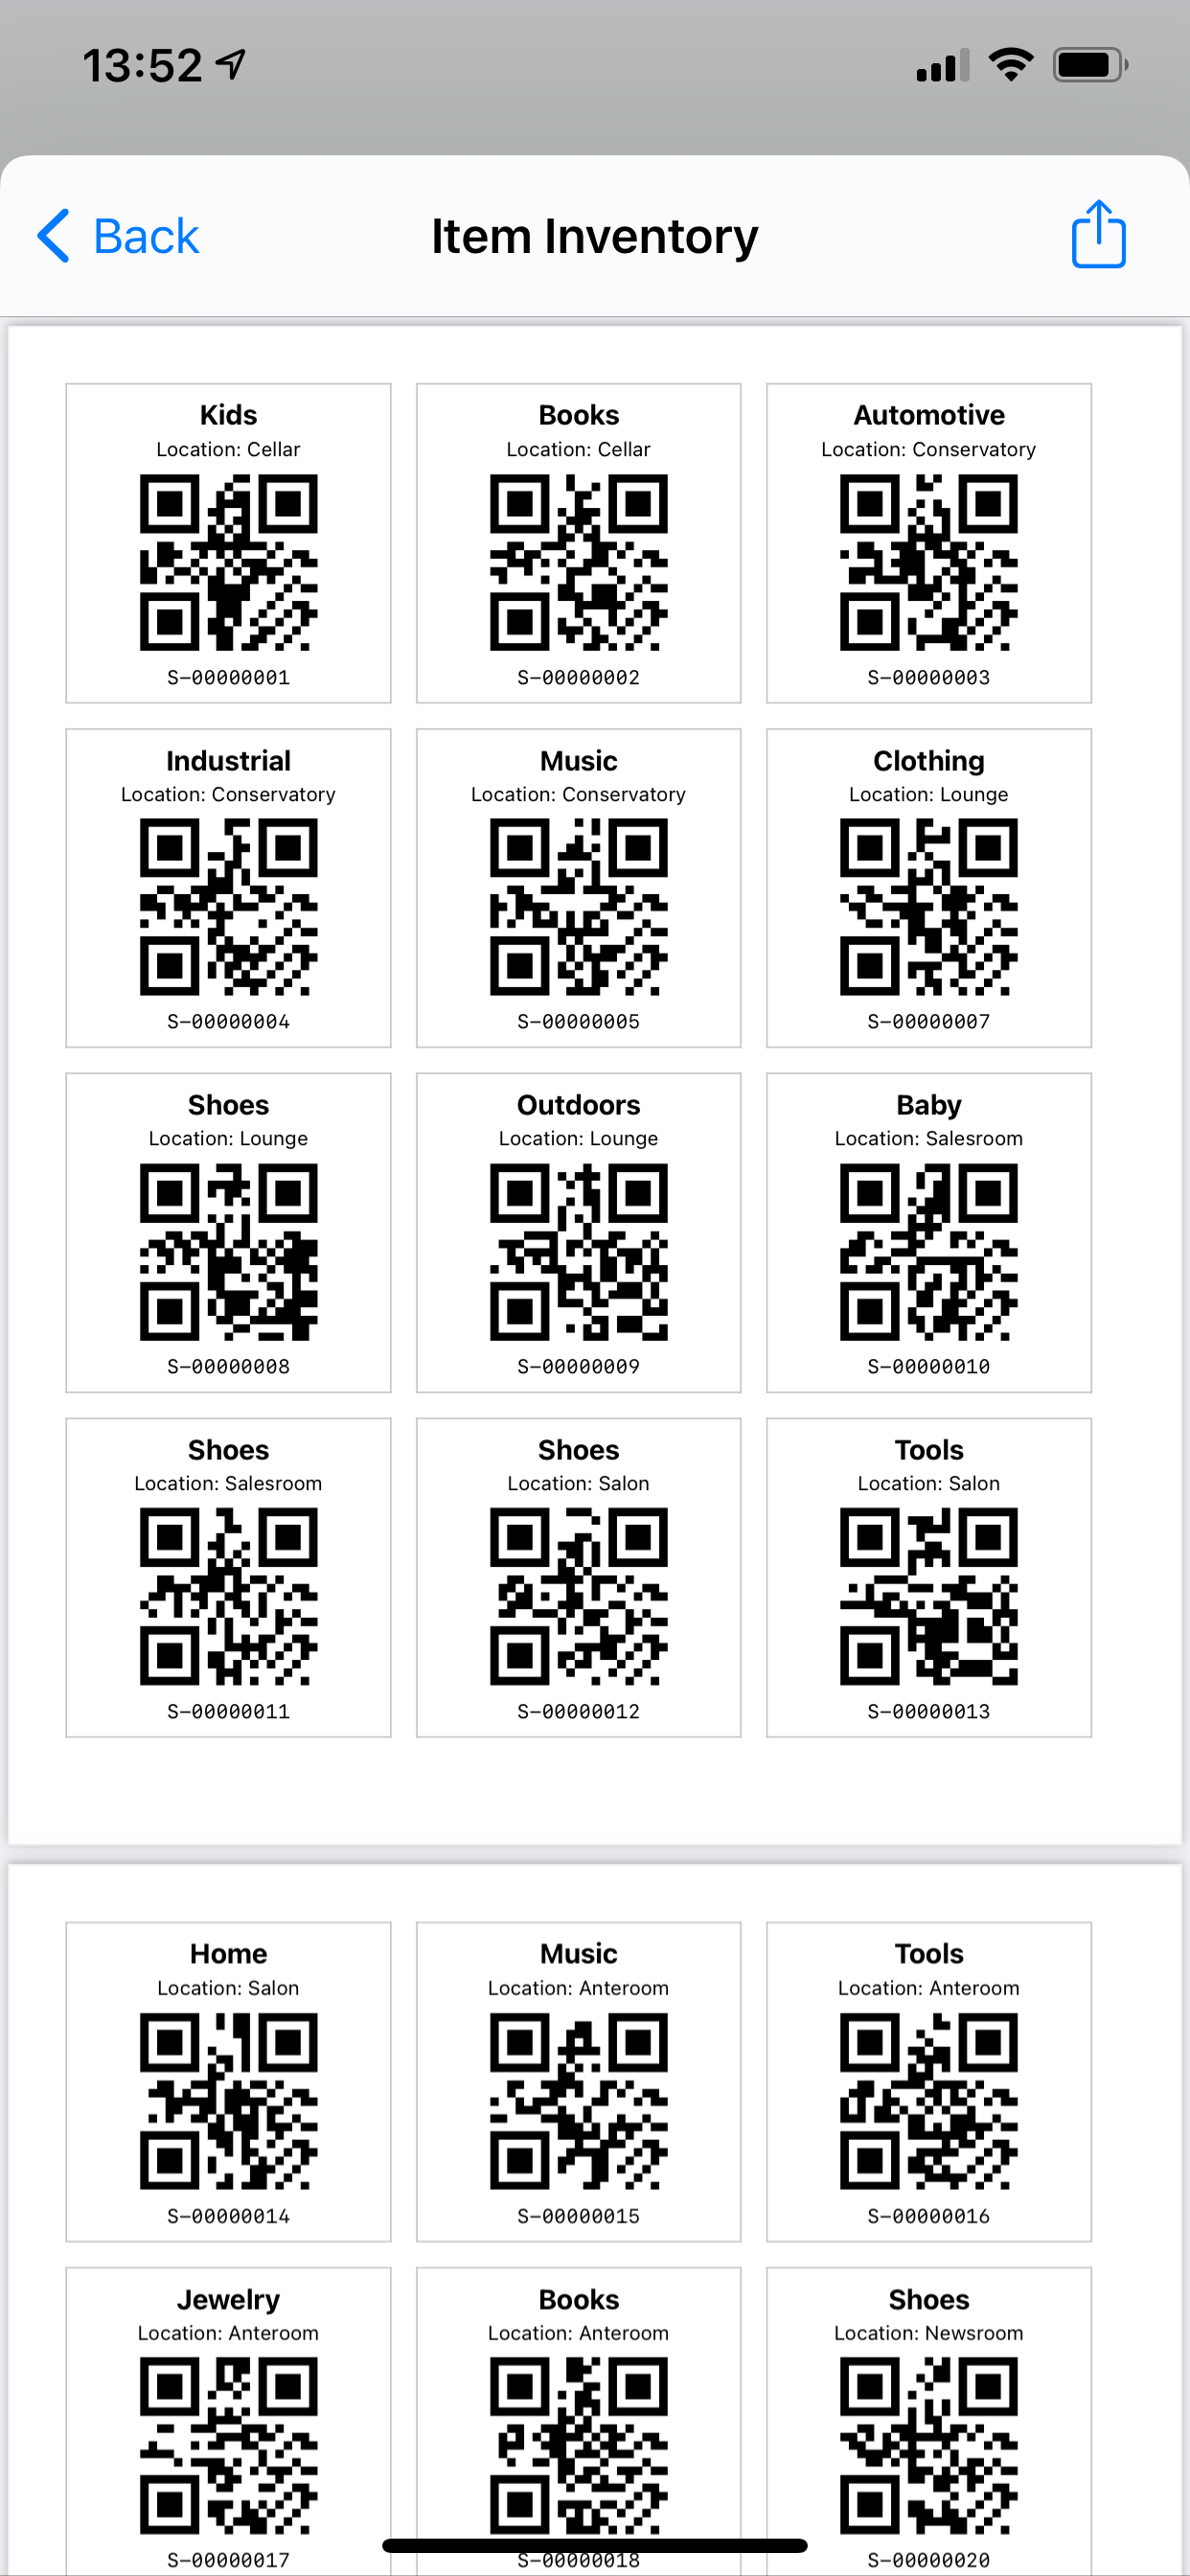 13:52
Back
Item Inventory
Kids
Location: Cellar
S-00000001
Books
Location: Cellar
S-00000002
Automotive
Location: Conservatory
S-00000003
Industrial
Location: Conservatory
S-00000004
Music
Location: Conservatory
S-00000005
Clothing
Location: Lounge
S-00000007
Shoes
Location: Lounge
S-00000008
Outdoors
Location: Lounge
S-00000009
Baby
Location: Salesroom
S-00000010
Shoes
Location: Salesroom
S-00000011
Shoes
Location: Salon
S-00000012
Tools
Location: Salon
S-00000013
Home
Location: Salon
S-00000014
Music
Location: Anteroom
S-00000015
Tools
Location: Anteroom
S-00000016
Jewelry
Location: Anteroom
S-00000017
Books
Location: Anteroom
S-00000018
Shoes
Location: Newsroom
S-00000020